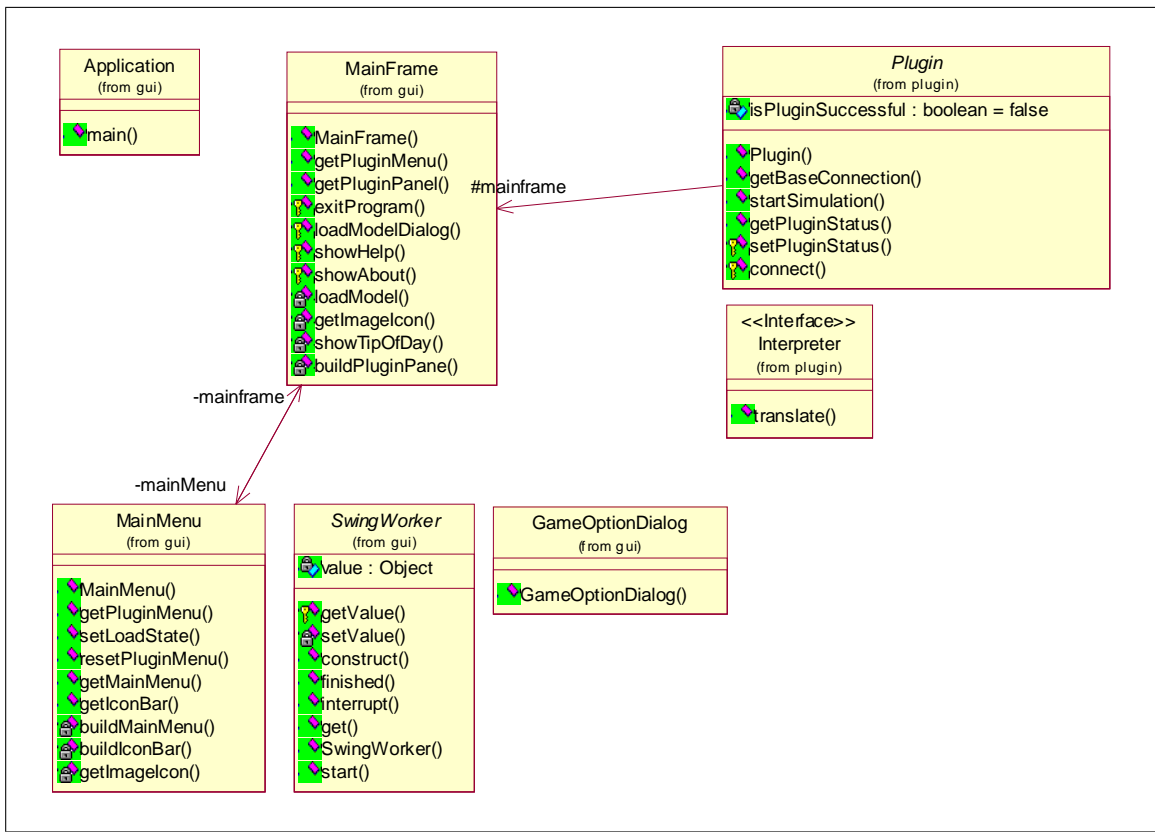 Application
(from gui)
main()
MainFrame
(from gui)
MainFrame()
getPluginMenu()
getPluginPanel()
exitProgram()
loadModelDialog()
showHelp()
showAbout()
loadModel()
getImageIcon()
showTipOfDay()
buildPluginPane()
#mainframe
Plugin
(from plugin)
isPluginSuccessful : boolean = false
Plugin()
getBaseConnection()
startSimulation()
getPluginStatus()
setPluginStatus()
connect()
<<Interface>>
Interpreter
(from plugin)
translate()
-mainframe
-mainMenu
MainMenu
(from gui)
MainMenu()
getPluginMenu()
setLoadState()
resetPluginMenu()
getMainMenu()
getIconBar()
buildMainMenu()
buildIconBar()
getImageIcon()
SwingWorker
(from gui)
value : Object
getValue()
setValue()
construct()
finished()
interrupt()
get()
SwingWorker()
start()
GameOptionDialog
(from gui)
GameOptionDialog()